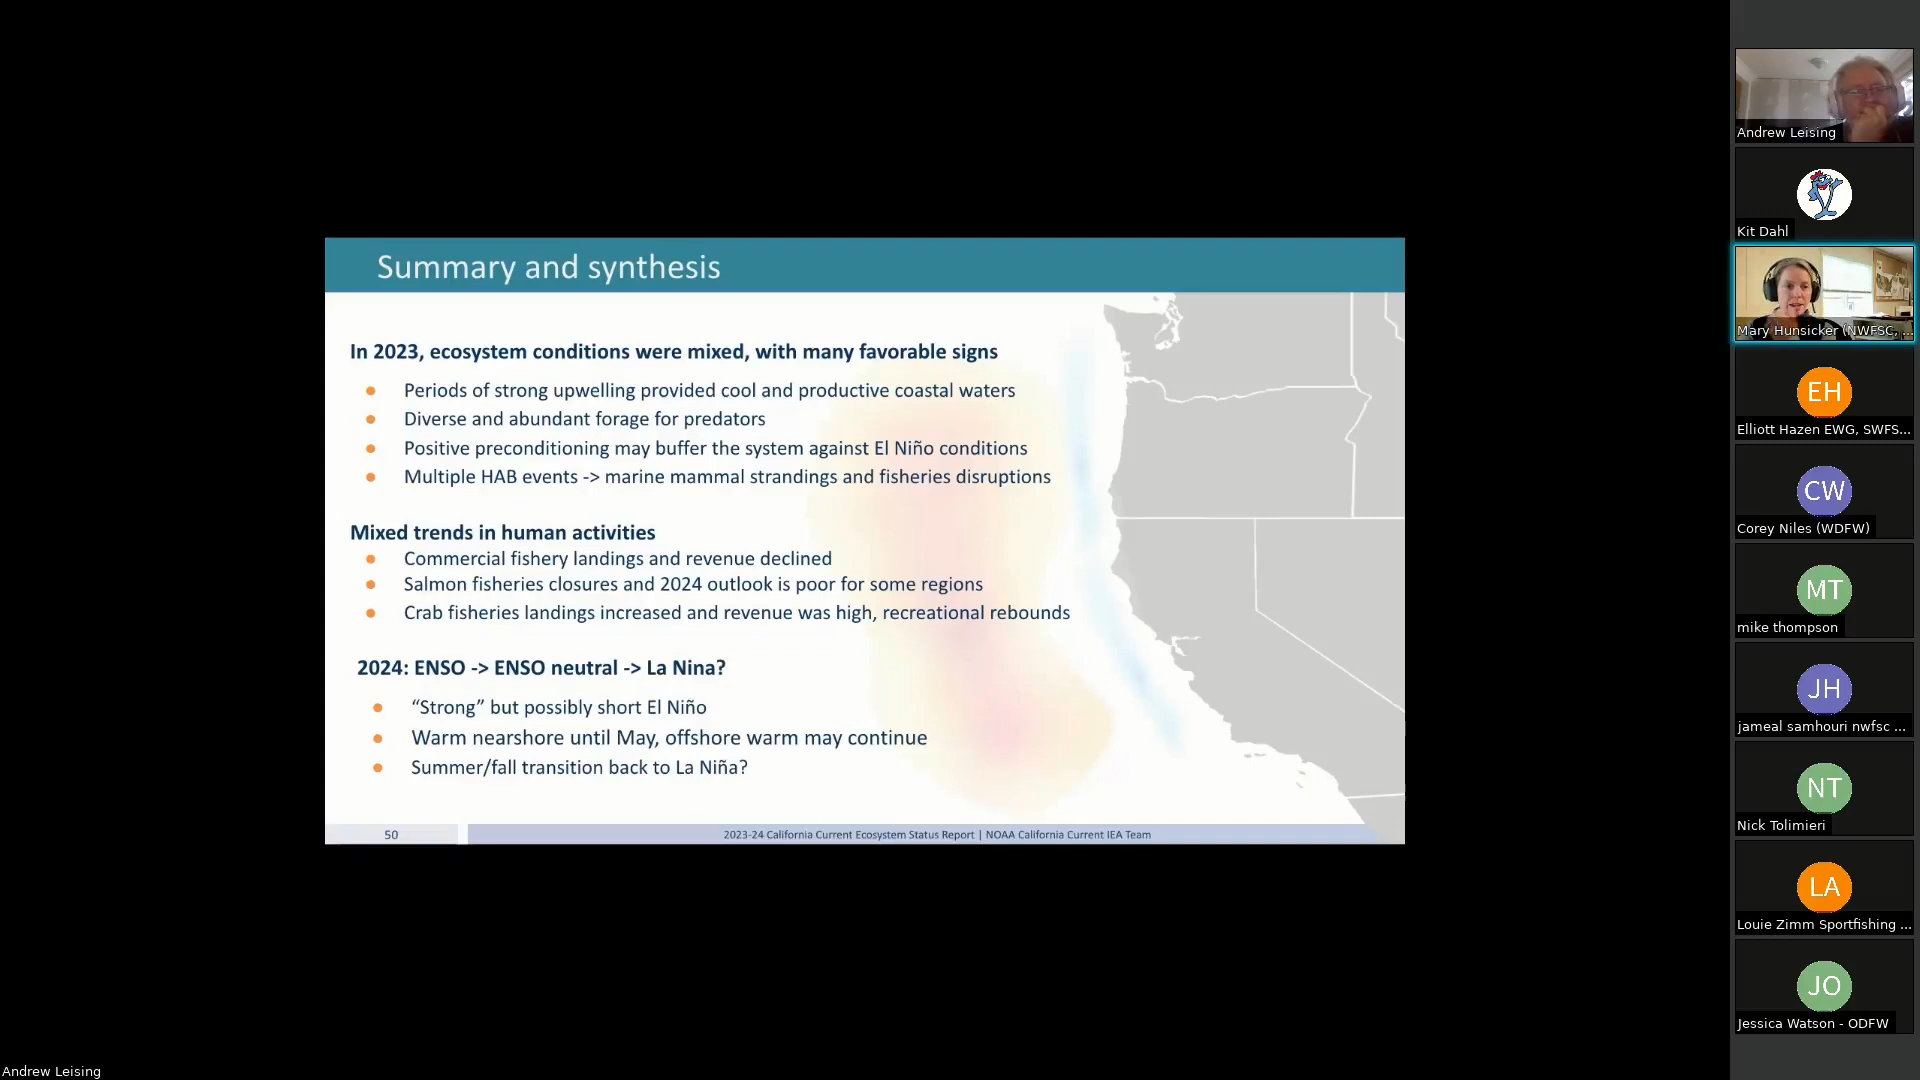 Summary and synthesis
In 2023, ecosystem conditions were mixed, with many favorable signs
Periods of strong upwelling provided cool and productive coastal waters
Diverse and abundant forage for predators
Positive preconditioning may buffer the system against El Niño conditions
Multiple HAB events -> marine mammal strandings and fisheries disruptions
Mixed trends in human activities
Commercial fishery landings and revenue declined
Salmon fisheries closures and 2024 outlook is poor for some regions
Crab fisheries landings increased and revenue was high, recreational rebounds
2024: ENSO -> ENSO neutral -> La Nina?
“Strong” but possibly short El Niño
Warm nearshore until May, offshore warm may continue
Summer/fall transition back to La Niña?
50
2023-24 California Current Ecosystem Status Report | NOAA California Current IEA Team
Andrew Leising
Kit Dahl
Mary Hunsicker (NWFSC, ...
EH
Elliott Hazen EWG, SWFS...
CW
Corey Niles (WDFW)
MT
mike thompson
JH
jameal samhouri nwfsc ...
NT
Nick Tolimieri
LA
Louie Zimm Sportfishing ...
JO
Jessica Watson - ODFW
Andrew Leising